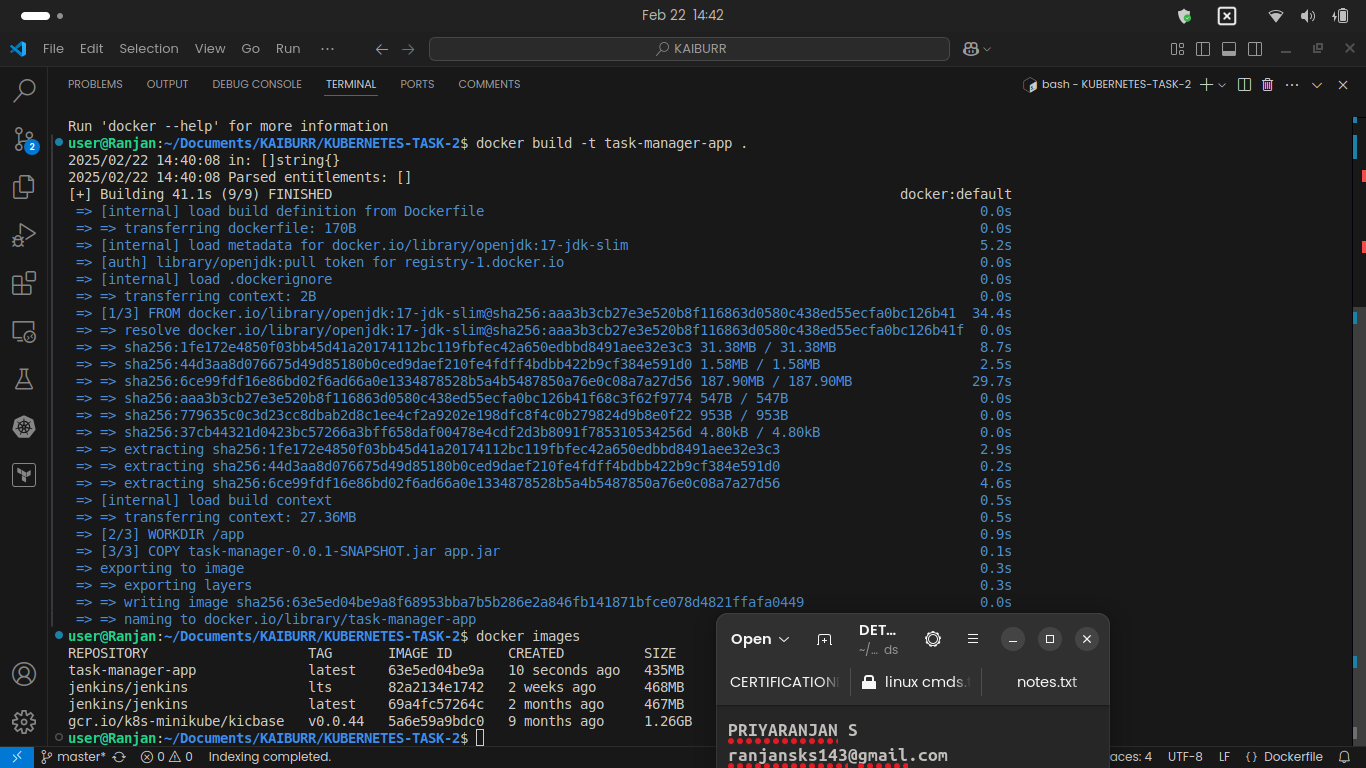 Feb 22 14:42
File Edit Selection View Go Run ··· KAIBURR
PROBLEMS OUTPUT DEBUG CONSOLE TERMINAL PORTS COMMENTS bash - KUBERNETES-TASK-2
Run 'docker --help' for more information
user@Ranjan:~/Documents/KAIBURR/KUBERNETES-TASK-2$ docker build -t task-manager-app .
2025/02/22 14:40:08 in: []string{}
2025/02/22 14:40:08 Parsed entitlements: []
[+] Building 41.1s (9/9) FINISHED docker:default
=> [internal] load build definition from Dockerfile 0.0s
=> => transferring dockerfile: 170B 0.0s
=> [internal] load metadata for docker.io/library/openjdk:17-jdk-slim 5.2s
=> [auth] library/openjdk:pull token for registry-1.docker.io 0.0s
=> [internal] load .dockerignore 0.0s
=> => transferring context: 2B 0.0s
=> [1/3] FROM docker.io/library/openjdk:17-jdk-slim@sha256:aaa3b3cb27e3e520b8f116863d0580c438ed55ecfa0bc126b41 34.4s
=> => resolve docker.io/library/openjdk:17-jdk-slim@sha256:aaa3b3cb27e3e520b8f116863d0580c438ed55ecfa0bc126b41f 0.0s
=> => sha256:1fe172e4850f03bb45d41a20174112bc119fbfec42a650edbbd8491aee32e3c3 31.38MB / 31.38MB 8.7s
=> => sha256:44d3aa8d076675d49d85180b0ced9daef210fe4fdff4bdbb422b9cf384e591d0 1.58MB / 1.58MB 2.5s
=> => sha256:6ce99fdf16e86bd02f6ad66a0e1334878528b5a4b5487850a76e0c08a7a27d56 187.90MB / 187.90MB 29.7s
=> => sha256:aaa3b3cb27e3e520b8f116863d0580c438ed55ecfa0bc126b41f68c3f62f9774 547B / 547B 0.0s
=> => sha256:779635c0c3d23cc8dbab2d8c1ee4cf2a9202e198dfc8f4c0b279824d9b8e0f22 953B / 953B 0.0s
=> => sha256:37cb44321d0423bc57266a3bff658daf00478e4cdf2d3b8091f785310534256d 4.80kB / 4.80kB 0.0s
=> => extracting sha256:1fe172e4850f03bb45d41a20174112bc119fbfec42a650edbbd8491aee32e3c3 2.9s
=> => extracting sha256:44d3aa8d076675d49d85180b0ced9daef210fe4fdff4bdbb422b9cf384e591d0 0.2s
=> => extracting sha256:6ce99fdf16e86bd02f6ad66a0e1334878528b5a4b5487850a76e0c08a7a27d56 4.6s
=> [internal] load build context 0.5s
=> => transferring context: 27.36MB 0.5s
=> [2/3] WORKDIR /app 0.9s
=> [3/3] COPY task-manager-0.0.1-SNAPSHOT.jar app.jar 0.1s
=> exporting to image 0.3s
=> => exporting layers 0.3s
=> => writing image sha256:63e5ed04be9a8f68953bba7b5b286e2a846fb141871bfce078d4821ffafa0449 0.0s
=> => naming to docker.io/library/task-manager-app
user@Ranjan:~/Documents/KAIBURR/KUBERNETES-TASK-2$ docker images
REPOSITORY TAG IMAGE ID CREATED SIZE
task-manager-app latest 63e5ed04be9a 10 seconds ago 435MB
jenkins/jenkins lts 82a2134e1742 2 weeks ago 468MB
jenkins/jenkins latest 69a4fc57264c 2 months ago 467MB
gcr.io/k8s-minikube/kicbase v0.0.44 5a6e59a9bdc0 9 months ago 1.26GB
user@Ranjan:~/Documents/KAIBURR/KUBERNETES-TASK-2$
Open DET...
~/... ds
CERTIFICATION linux cmds.t notes.txt
PRIYARANJAN S
ranjansks143@gmail.com
2
master* 0 0 Indexing completed. aces: 4 UTF-8 LF {} Dockerfile